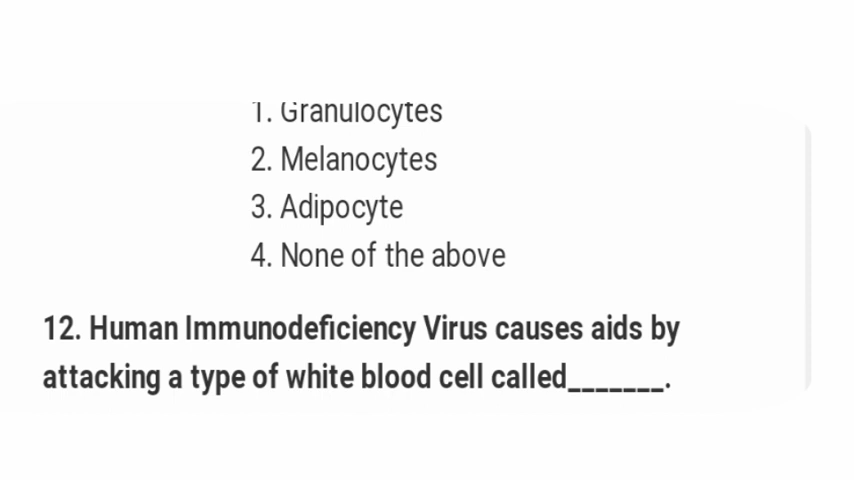 1. Granulocytes
2. Melanocytes
3. Adipocyte
4. None of the above
12. Human Immunodeficiency Virus causes aids by
attacking a type of white blood cell called_______.